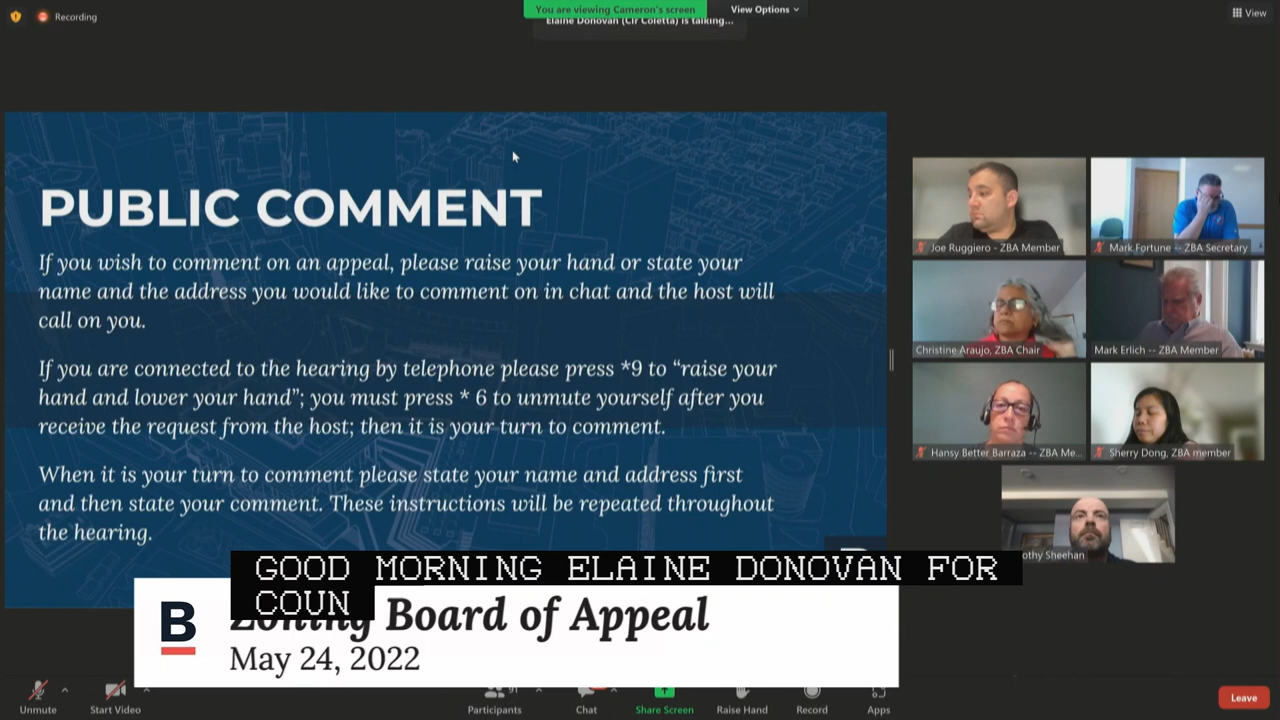 Recording
You are viewing Cameron's screen
View Options
View
Elaine Donovan (Clr Coletta) is talking...
PUBLIC COMMENT
If you wish to comment on an appeal, please raise your hand or state your
name and the address you would like to comment on in chat and the host will
call on you.
If you are connected to the hearing by telephone please press *9 to “raise your
hand and lower your hand”; you must press * 6 to unmute yourself after you
receive the request from the host; then it is your turn to comment.
When it is your turn to comment please state your name and address first
and then state your comment. These instructions will be repeated throughout
the hearing.
Joe Ruggiero - ZBA Member
Mark Fortune -- ZBA Secretary
Christine Araujo, ZBA Chair
Mark Erlich -- ZBA Member
Hansy Better Barraza -- ZBA Me...
Sherry Dong, ZBA member
othy Sheehan
GOOD MORNING ELAINE DONOVAN FOR
COUN
B
Zoning Board of Appeal
May 24, 2022
Unmute
Start Video
Participants
91
Chat
Share Screen
Raise Hand
Record
Apps
Leave